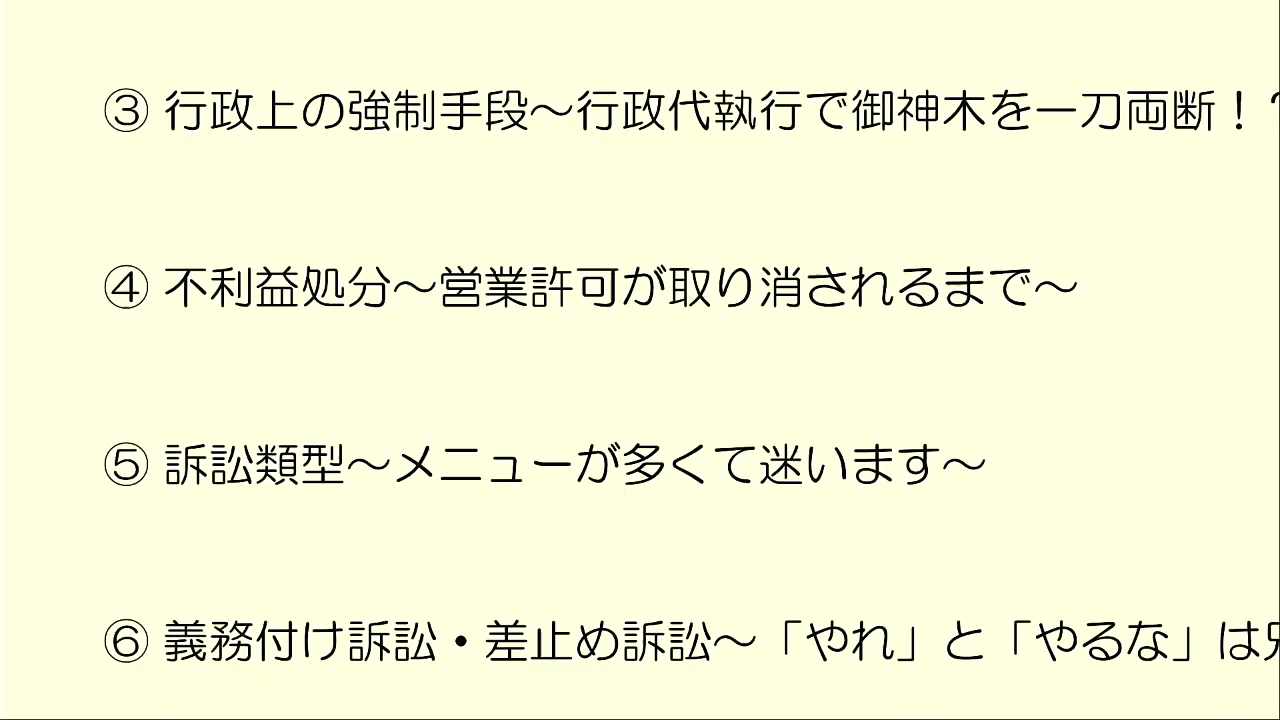 ③ 行政上の強制手段～行政代執行で御神木を一刀両断！
④ 不利益処分～営業許可が取り消されるまで～
⑤ 訴訟類型～メニューが多くて迷います～
⑥ 義務付け訴訟・差止め訴訟～「やれ」と「やるな」は